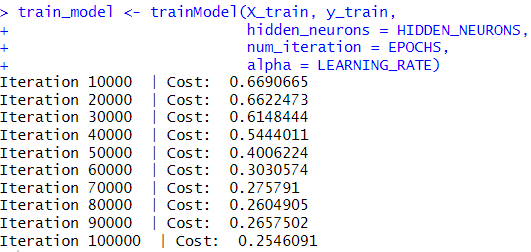 > train_model <- trainModel(X_train, y_train,
+                           hidden_neurons = HIDDEN_NEURONS,
+                           num_iteration = EPOCHS,
+                           alpha = LEARNING_RATE)
Iteration 10000  | Cost:  0.6690665
Iteration 20000  | Cost:  0.6622473
Iteration 30000  | Cost:  0.6148444
Iteration 40000  | Cost:  0.5444011
Iteration 50000  | Cost:  0.4006224
Iteration 60000  | Cost:  0.3030574
Iteration 70000  | Cost:  0.275791
Iteration 80000  | Cost:  0.2604905
Iteration 90000  | Cost:  0.2657502
Iteration 100000  | Cost:  0.2546091